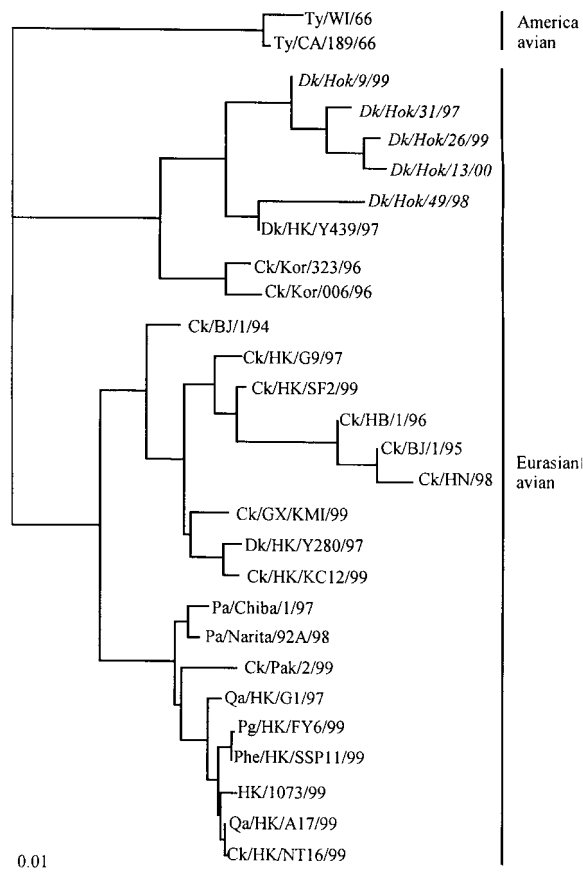 Ty/WI/66
Ty/CA/189/66
America
avian
Dk/Hok/9/99
Dk/Hok/31/97
Dk/Hok/26/99
Dk/Hok/13/00
Dk/Hok/49/98
Dk/HK/Y439/97
Ck/Kor/323/96
Ck/Kor/006/96
Ck/BJ/1/94
Ck/HK/G9/97
Ck/HK/SF2/99
Ck/HB/1/96
Ck/BJ/1/95
Ck/HN/98
Eurasian
avian
Ck/GX/KMI/99
Dk/HK/Y280/97
Ck/HK/KC12/99
Pa/Chiba/1/97
Pa/Narita/92A/98
Ck/Pak/2/99
Qa/HK/G1/97
Pg/HK/FY6/99
Phe/HK/SSP11/99
HK/1073/99
Qa/HK/A17/99
Ck/HK/NT16/99
0.01